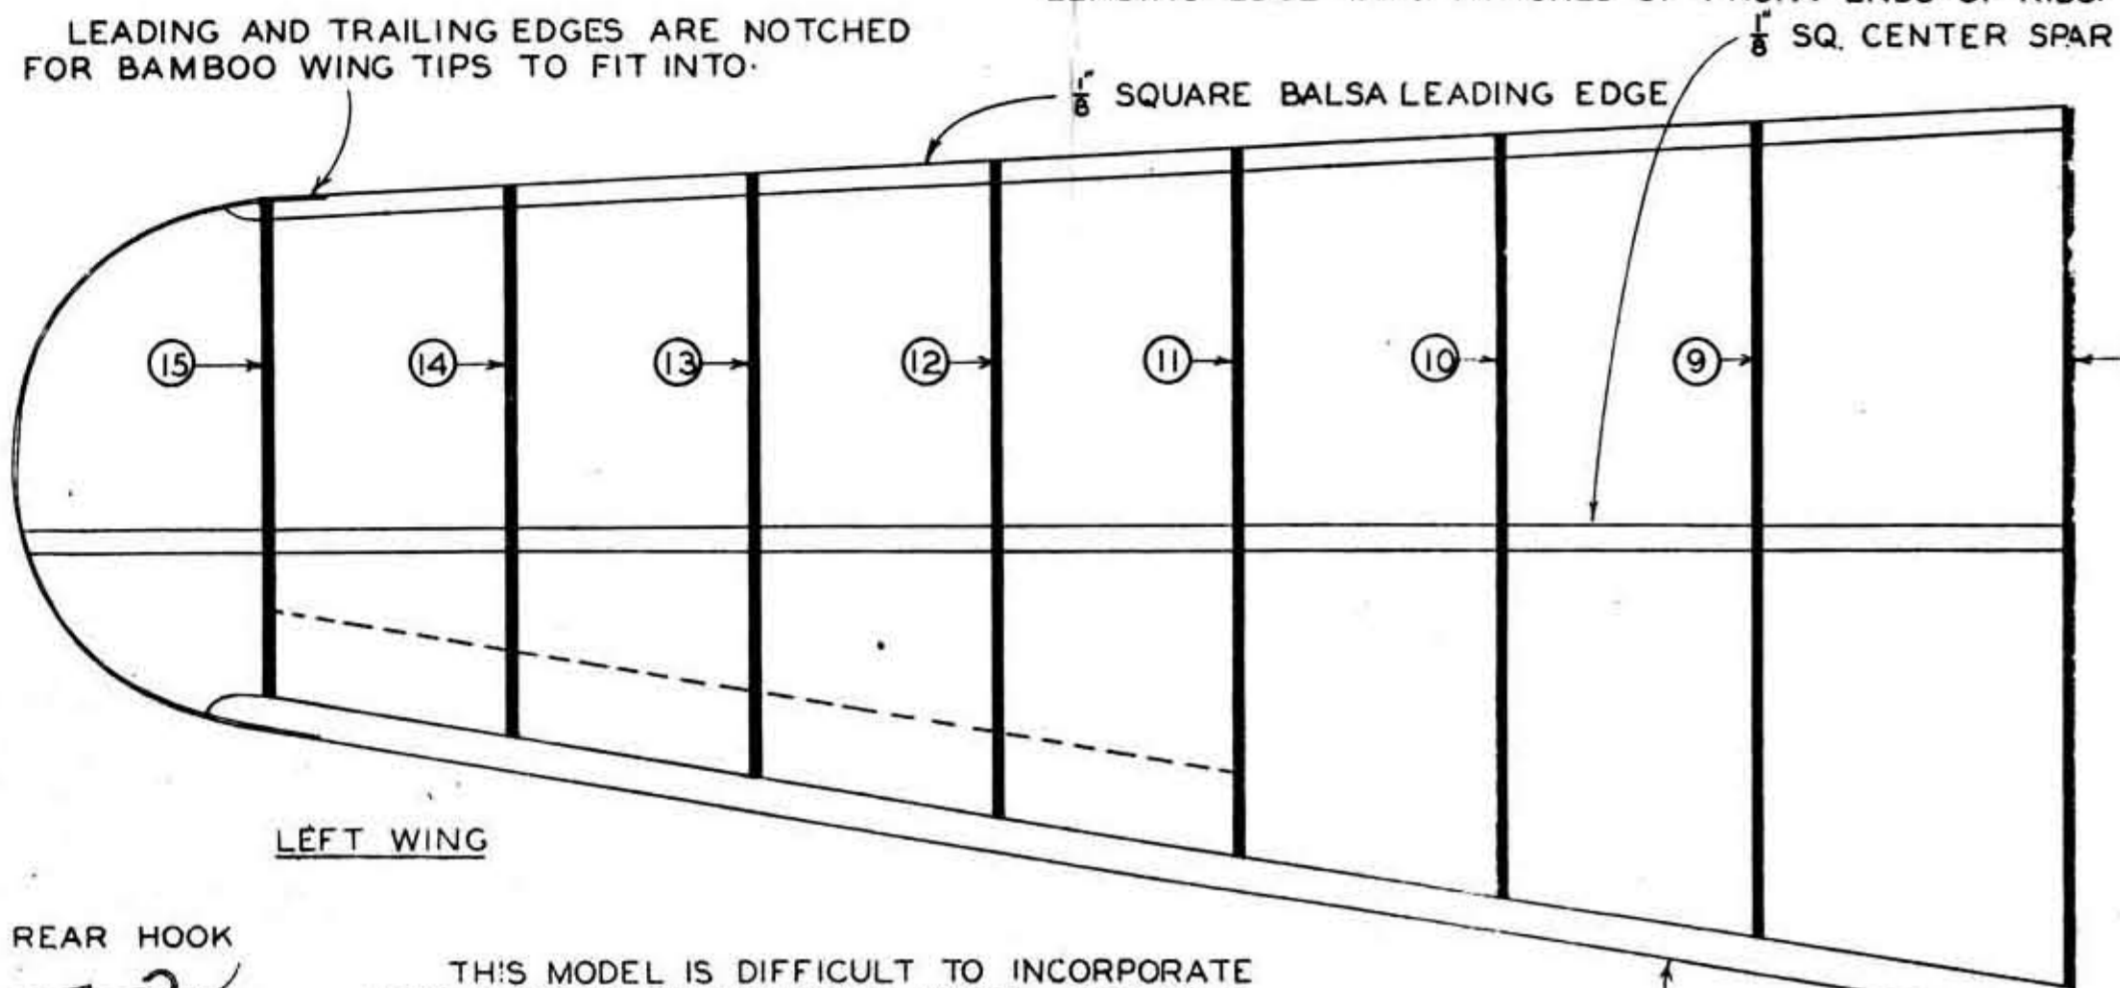 LEADING AND TRAILING EDGES ARE NOTCHED
FOR BAMBOO WING TIPS TO FIT INTO.
1/8" SQ. CENTER SPAR
1/8" SQUARE BALSA LEADING EDGE
15
14
13
12
11
10
9
LEFT WING
REAR HOOK
THIS MODEL IS DIFFICULT TO INCORPORATE